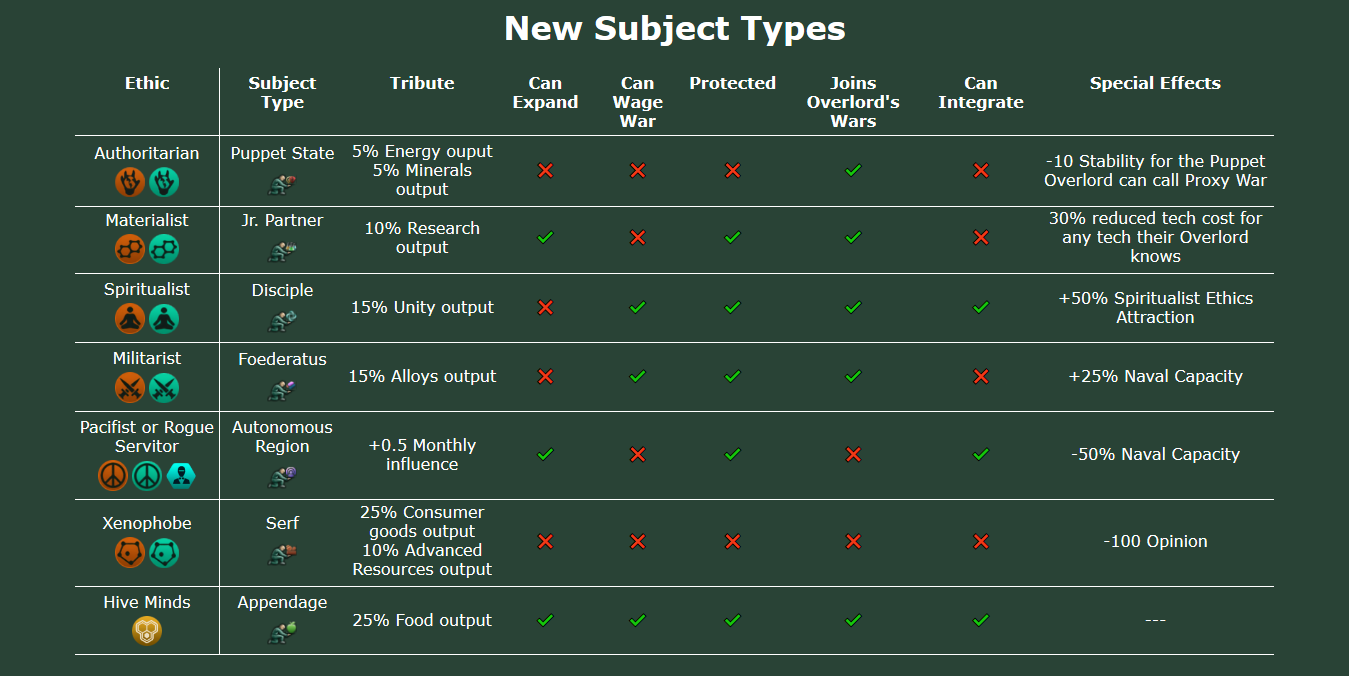 New Subject Types
Ethic
Subject
Type
Tribute
Can
Expand
Can
Wage
War
Protected
Joins
Overlord's
Wars
Can
Integrate
Special Effects
Authoritarian
Puppet State
5% Energy ouput
5% Minerals
output
-10 Stability for the Puppet
Overlord can call Proxy War
Materialist
Jr. Partner
10% Research
output
30% reduced tech cost for
any tech their Overlord
knows
Spiritualist
Disciple
15% Unity output
+50% Spiritualist Ethics
Attraction
Militarist
Foederatus
15% Alloys output
+25% Naval Capacity
Pacifist or Rogue
Servitor
Autonomous
Region
+0.5 Monthly
influence
-50% Naval Capacity
Xenophobe
Serf
25% Consumer
goods output
10% Advanced
Resources output
-100 Opinion
Hive Minds
Appendage
25% Food output
---